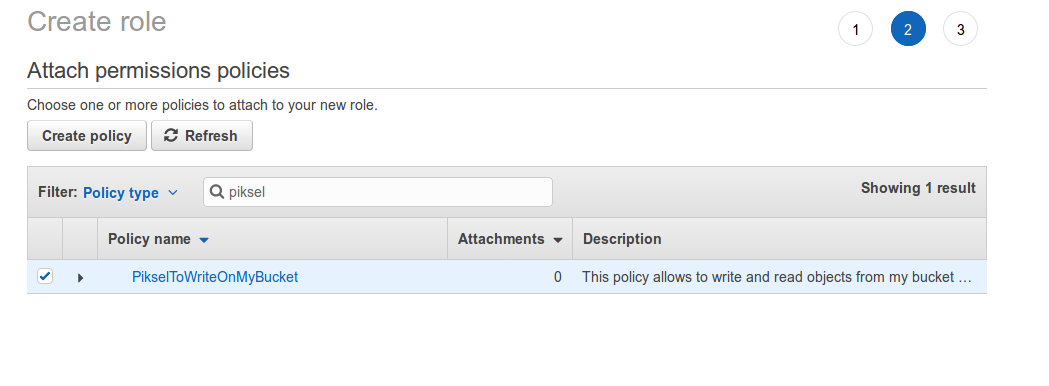 Create role
1 2 3
Attach permissions policies
Choose one or more policies to attach to your new role.
Create policy Refresh
Filter: Policy type piksel Showing 1 result
Policy name Attachments Description
PikselToWriteOnMyBucket 0 This policy allows to write and read objects from my bucket ...